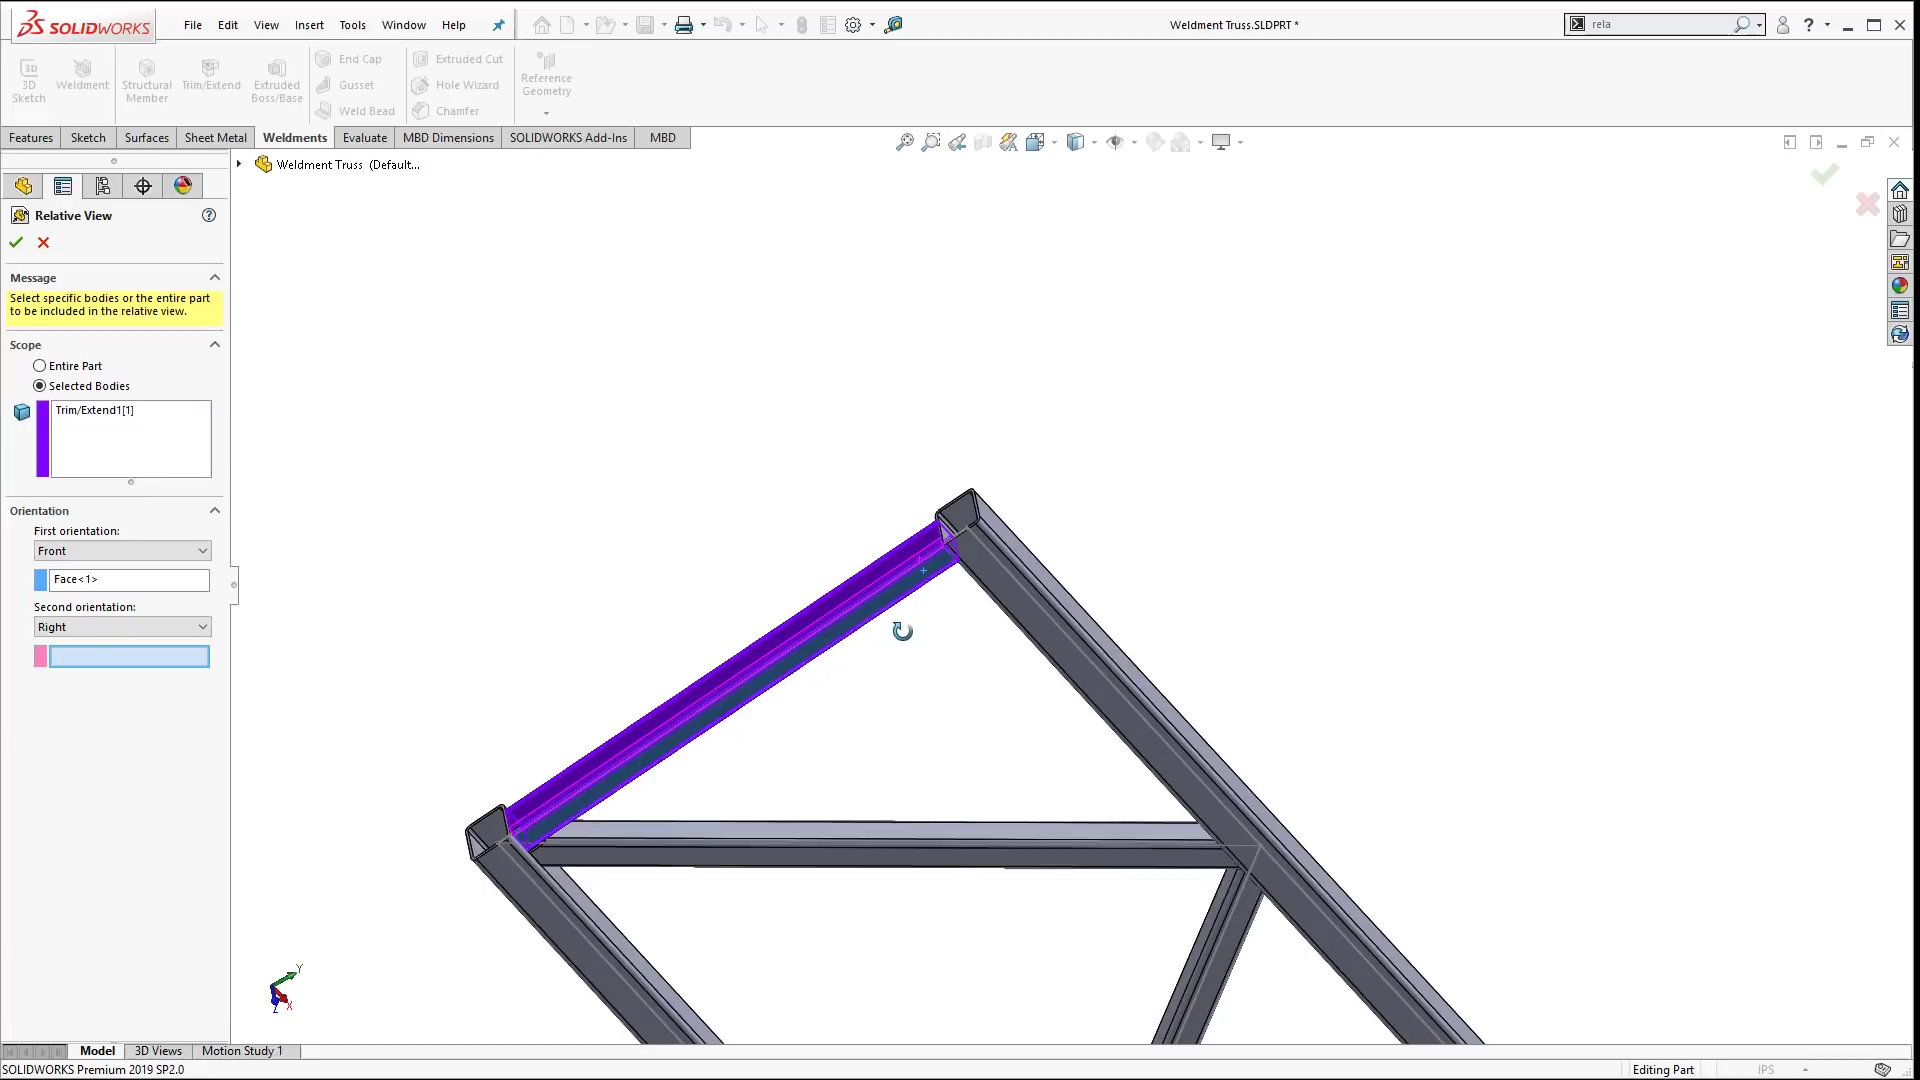 SOLIDWORKS
File Edit View Insert Tools Window Help
Weldment Truss.SLDPRT *
rela
?
3D Sketch
Weldment
Structural Member
Trim/Extend
Extruded Boss/Base
End Cap
Gusset
Weld Bead
Extruded Cut
Hole Wizard
Chamfer
Reference Geometry
Features Sketch Surfaces Sheet Metal Weldments Evaluate MBD Dimensions SOLIDWORKS Add-Ins MBD
Weldment Truss (Default...
Relative View
?
Message
Select specific bodies or the entire part
to be included in the relative view.
Scope
Entire Part
Selected Bodies
Trim/Extend1[1]
Orientation
First orientation:
Front
Face<1>
Second orientation:
Right
Y
X
Z
Model 3D Views Motion Study 1
SOLIDWORKS Premium 2019 SP2.0
Editing Part
IPS